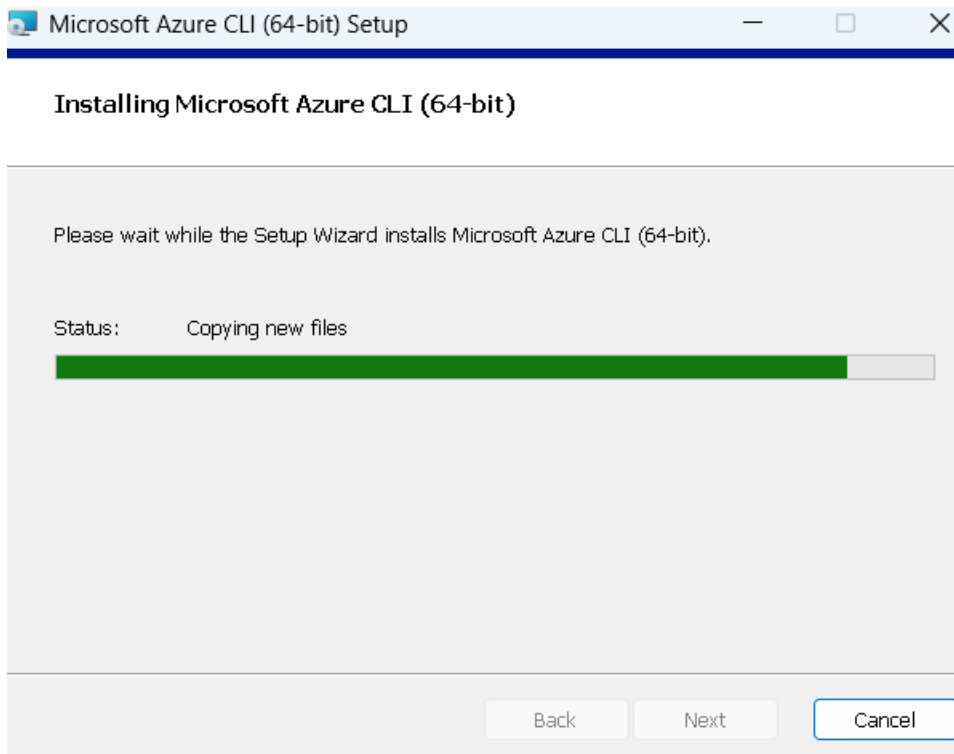 Microsoft Azure CLI (64-bit) Setup
Installing Microsoft Azure CLI (64-bit)
Please wait while the Setup Wizard installs Microsoft Azure CLI (64-bit).
Status: Copying new files
Back Next Cancel